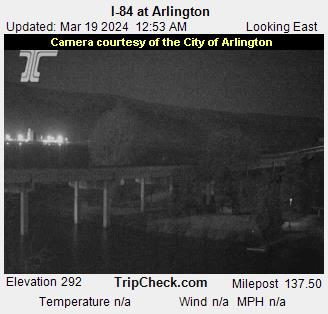 I-84 at Arlington
Updated: Mar 19 2024 12:53 AM Looking East
Camera courtesy of the City of Arlington
Elevation 292 TripCheck.com Milepost 137.50
Temperature n/a Wind n/a MPH n/a